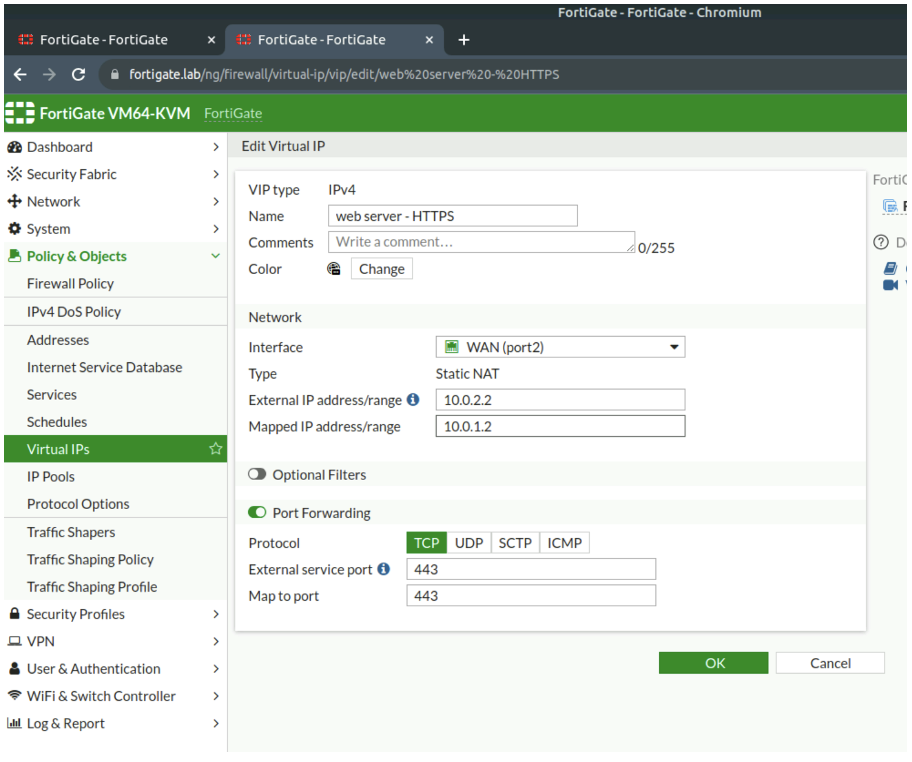 FortiGate - FortiGate - Chromium
FortiGate - FortiGate × FortiGate - FortiGate × +
fortigate.lab/ng/firewall/virtual-ip/vip/edit/web%20server%20-%20HTTPS
FortiGate VM64-KVM FortiGate
Dashboard
Security Fabric
Network
System
Policy & Objects
Firewall Policy
IPv4 DoS Policy
Addresses
Internet Service Database
Services
Schedules
Virtual IPs
IP Pools
Protocol Options
Traffic Shapers
Traffic Shaping Policy
Traffic Shaping Profile
Security Profiles
VPN
User & Authentication
WiFi & Switch Controller
Log & Report
Edit Virtual IP
VIP type IPv4
Name web server - HTTPS
Comments Write a comment... 0/255
Color Change
Network
Interface WAN (port2)
Type Static NAT
External IP address/range 10.0.2.2
Mapped IP address/range 10.0.1.2
Optional Filters
Port Forwarding
Protocol TCP UDP SCTP ICMP
External service port 443
Map to port 443
OK Cancel